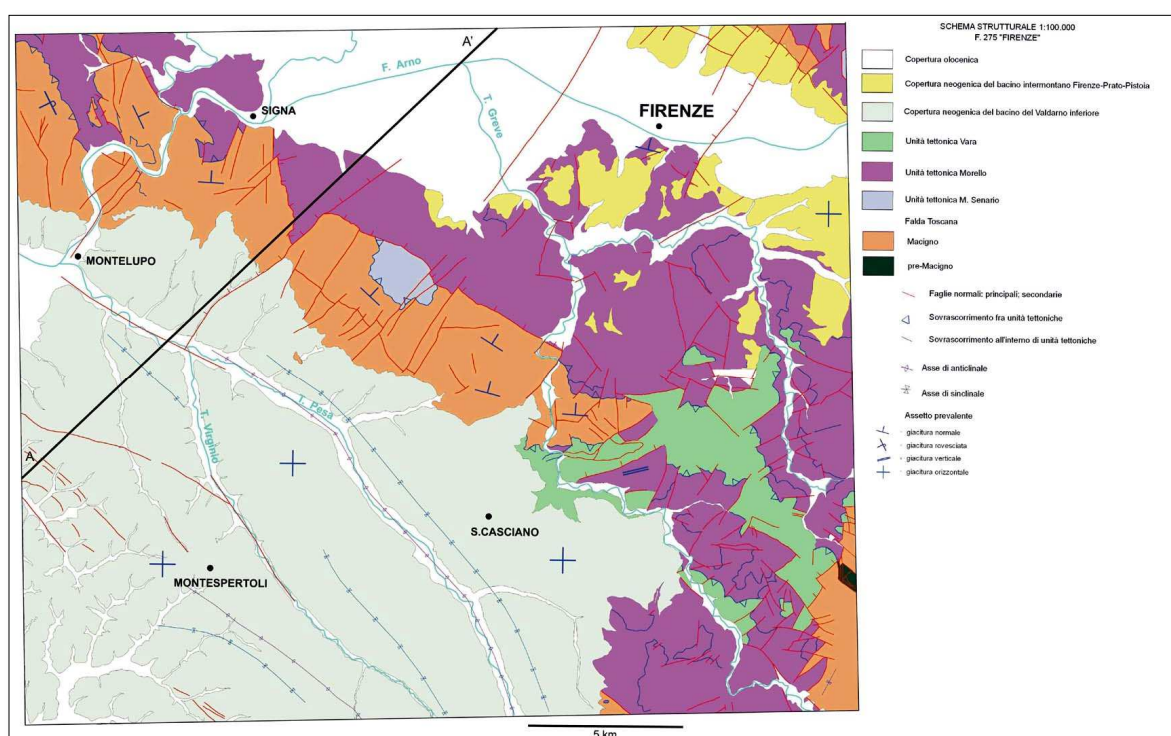 SCHEMA STRUTTURALE 1:100.000
F. 275 "FIRENZE"
Copertura olocenica
Copertura neogenica del bacino intermontano Firenze-Prato-Pistoia
Copertura neogenica del bacino del Valdarno inferiore
Unità tettonica Vara
Unità tettonica Morello
Unità tettonica M. Senario
Falda Toscana
Macigno
pre-Macigno
Faglie normali: principali; secondarie
Sovrascorrimento fra unità tettoniche
Sovrascorrimento all'interno di unità tettoniche
Asse di anticlinale
Asse di sinclinale
Assetto prevalente
giacitura normale
giacitura rovesciata
giacitura verticale
giacitura orizzontale
A'
F. Arno
SIGNA
T. Greve
FIRENZE
MONTELUPO
T. Pesa
T. Virginio
A
S.CASCIANO
MONTESPERTOLI
5 km